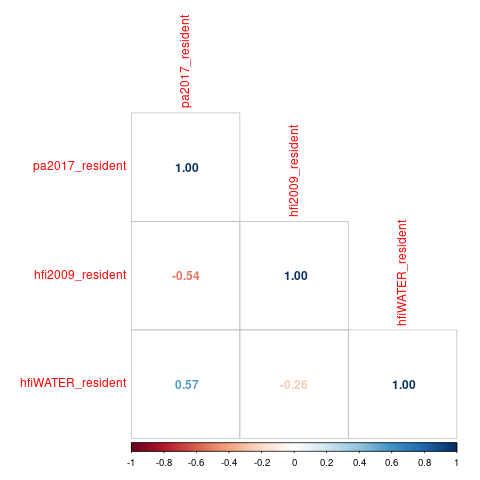 pa2017_resident
hfi2009_resident
hfiWATER_resident
pa2017_resident 1.00
hfi2009_resident -0.54 1.00
hfiWATER_resident 0.57 -0.26 1.00
-1 -0.8 -0.6 -0.4 -0.2 0 0.2 0.4 0.6 0.8 1